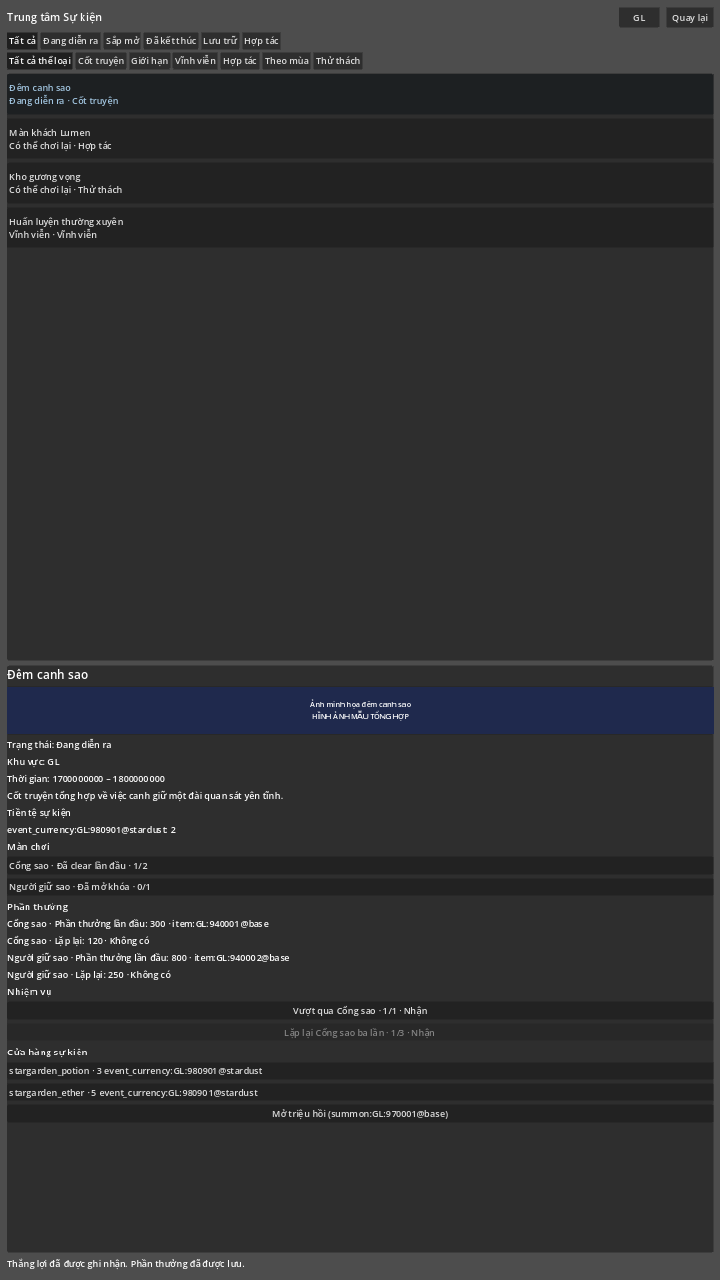 Trung tâm Sự kiện GL Quay lại
Tất cả Đang diễn ra Sắp mở Đã kết thúc Lưu trữ Hợp tác
Tất cả thể loại Cốt truyện Giới hạn Vĩnh viễn Hợp tác Theo mùa Thử thách
Đêm canh sao
Đang diễn ra · Cốt truyện
Màn khách Lumen
Có thể chơi lại · Hợp tác
Kho gương vọng
Có thể chơi lại · Thử thách
Huấn luyện thường xuyên
Vĩnh viễn · Vĩnh viễn
Đêm canh sao
Ảnh minh họa đêm canh sao
HÌNH ẢNH MẪU TỔNG HỢP
Trạng thái: Đang diễn ra
Khu vực: GL
Thời gian: 1700000000 – 1800000000
Cốt truyện tổng hợp về việc canh giữ một đài quan sát yên tĩnh.
Tiền tệ sự kiện
event_currency:GL:980901@stardust: 2
Màn chơi
Cổng sao · Đã clear lần đầu · 1/2
Người giữ sao · Đã mở khóa · 0/1
Phần thưởng
Cổng sao · Phần thưởng lần đầu: 300 · item:GL:940001@base
Cổng sao · Lặp lại: 120 · Không có
Người giữ sao · Phần thưởng lần đầu: 800 · item:GL:940002@base
Người giữ sao · Lặp lại: 250 · Không có
Nhiệm vụ
Vượt qua Cổng sao · 1/1 · Nhận
Lặp lại Cổng sao ba lần · 1/3 · Nhận
Cửa hàng sự kiện
stargarden_potion · 3 event_currency:GL:980901@stardust
stargarden_ether · 5 event_currency:GL:980901@stardust
Mở triệu hồi (summon:GL:970001@base)
Thắng lợi đã được ghi nhận. Phần thưởng đã được lưu.